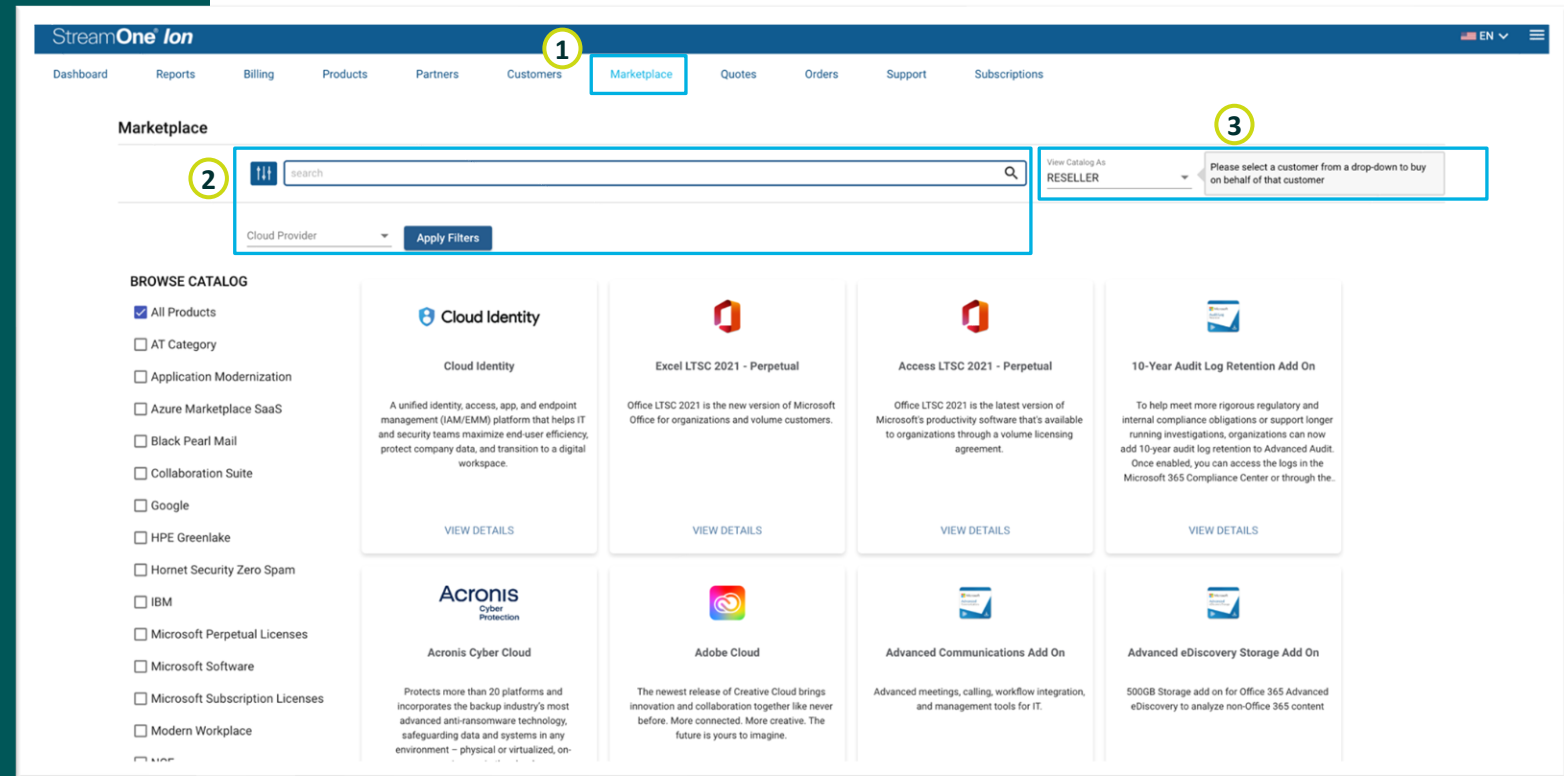 StreamOne® Ion
EN
1
Dashboard Reports Billing Products Partners Customers Marketplace Quotes Orders Support Subscriptions
Marketplace
3
2
search
View Catalog As
RESELLER
Please select a customer from a drop-down to buy
on behalf of that customer
Cloud Provider
Apply Filters
BROWSE CATALOG
All Products
AT Category
Application Modernization
Azure Marketplace SaaS
Black Pearl Mail
Collaboration Suite
Google
HPE Greenlake
Hornet Security Zero Spam
IBM
Microsoft Perpetual Licenses
Microsoft Software
Microsoft Subscription Licenses
Modern Workplace
Cloud Identity
Cloud Identity
A unified identity, access, app, and endpoint
management (IAM/EMM) platform that helps IT
and security teams maximize end-user efficiency,
protect company data, and transition to a digital
workspace.
VIEW DETAILS
Excel LTSC 2021 - Perpetual
Office LTSC 2021 is the new version of Microsoft
Office for organizations and volume customers.
VIEW DETAILS
Access LTSC 2021 - Perpetual
Office LTSC 2021 is the latest version of
Microsoft's productivity software that's available
to organizations through a volume licensing
agreement.
VIEW DETAILS
10-Year Audit Log Retention Add On
To help meet more rigorous regulatory and
internal compliance obligations or support longer
running investigations, organizations can now
add 10-year audit log retention to Advanced Audit.
Once enabled, you can access the logs in the
Microsoft 365 Compliance Center or through the..
VIEW DETAILS
Acronis
Cyber
Protection
Acronis Cyber Cloud
Protects more than 20 platforms and
incorporates the backup industry's most
advanced anti-ransomware technology,
safeguarding data and systems in any
environment – physical or virtualized, on-
Adobe Cloud
The newest release of Creative Cloud brings
innovation and collaboration together like never
before. More connected. More creative. The
future is yours to imagine.
Advanced Communications Add On
Advanced meetings, calling, workflow integration,
and management tools for IT.
Advanced eDiscovery Storage Add On
500GB Storage add on for Office 365 Advanced
eDiscovery to analyze non-Office 365 content